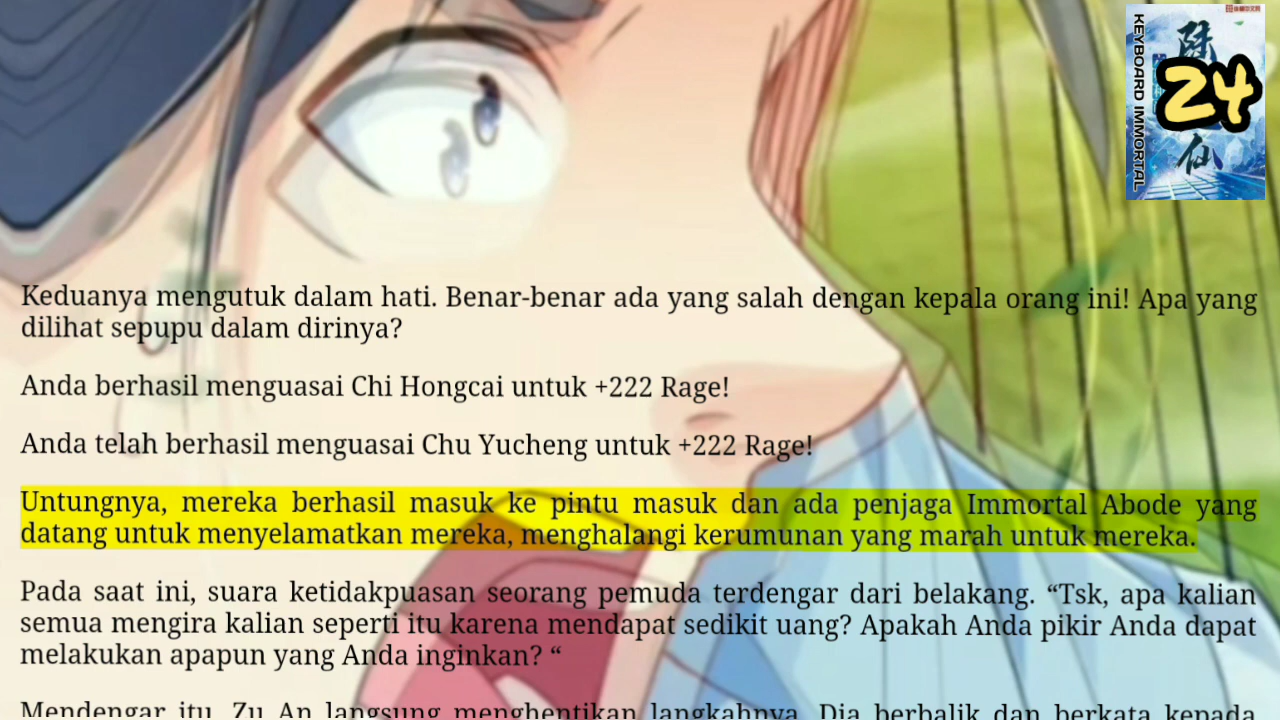 陆
仙
KEYBOARD IMMORTAL
24
Keduanya mengutuk dalam hati. Benar-benar ada yang salah dengan kepala orang ini! Apa yang
dilihat sepupu dalam dirinya?
Anda berhasil menguasai Chi Hongcai untuk +222 Rage!
Anda telah berhasil menguasai Chu Yucheng untuk +222 Rage!
Untungnya, mereka berhasil masuk ke pintu masuk dan ada penjaga Immortal Abode yang
datang untuk menyelamatkan mereka, menghalangi kerumunan yang marah untuk mereka.
Pada saat ini, suara ketidakpuasan seorang pemuda terdengar dari belakang. “Tsk, apa kalian
semua mengira kalian seperti itu karena mendapat sedikit uang? Apakah Anda pikir Anda dapat
melakukan apapun yang Anda inginkan? “
Mendengar itu, Zu An langsung menghentikan langkahnya. Dia berbalik dan berkata kepada